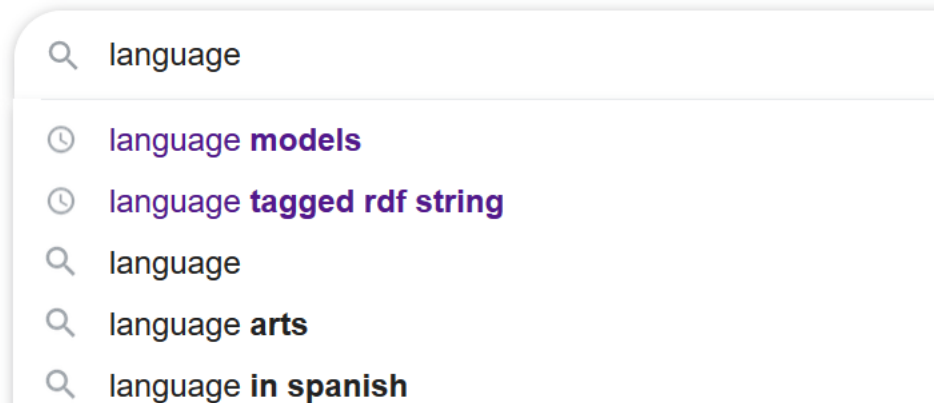 language
language models
language tagged rdf string
language
language arts
language in spanish